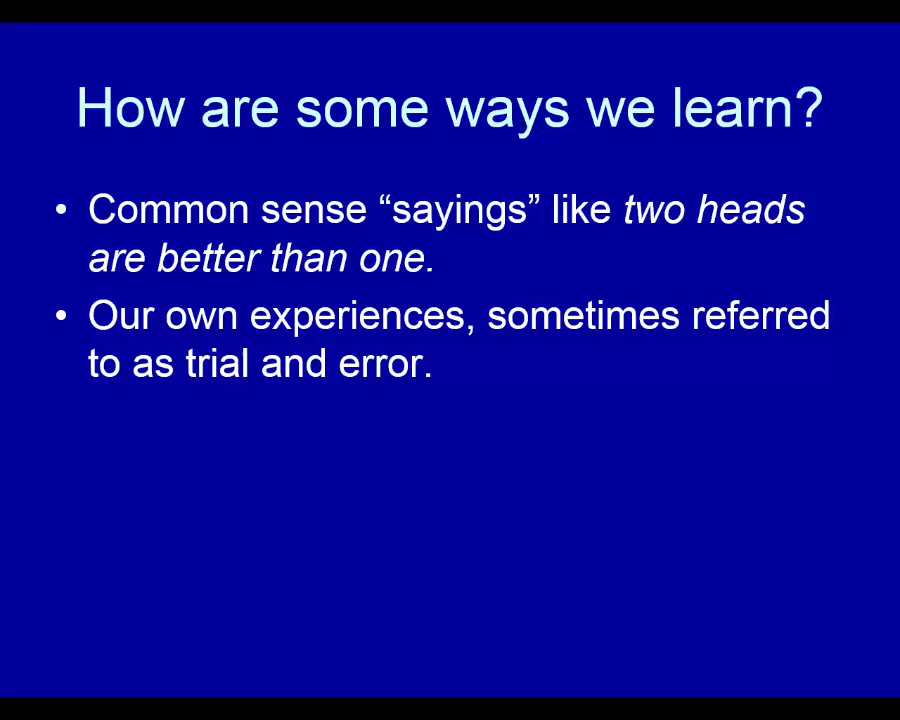 How are some ways we learn?
• Common sense “sayings” like two heads
are better than one.
• Our own experiences, sometimes referred
to as trial and error.